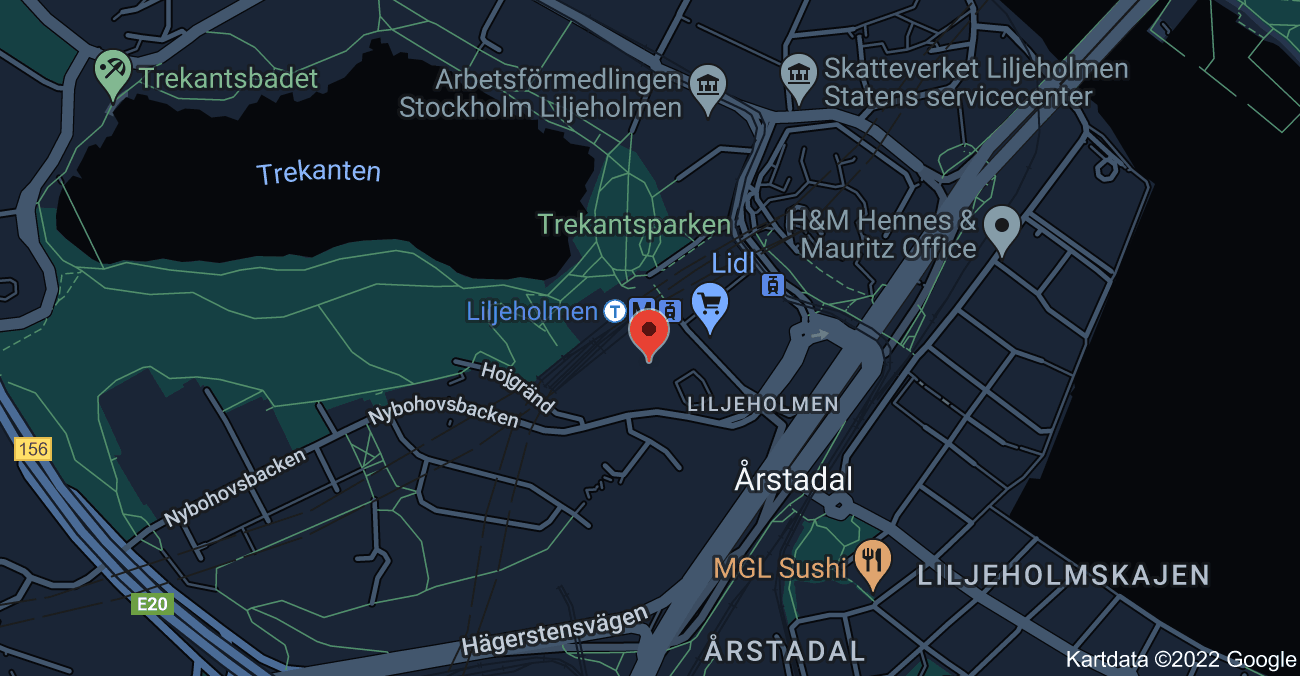 Trekantsbadet
Arbetsförmedlingen
Stockholm Liljeholmen
Skatteverket Liljeholmen
Statens servicecenter
Trekanten
Trekantsparken
H&M Hennes &
Mauritz Office
Lidl
Liljeholmen
T
M
Hojgränd
Nybohovsbacken
LILJEHOLMEN
156
Nybohovsbacken
Årstadal
MGL Sushi
LILJEHOLMSKAJEN
E20
Hägerstensvägen
ÅRSTADAL
Kartdata ©2022 Google